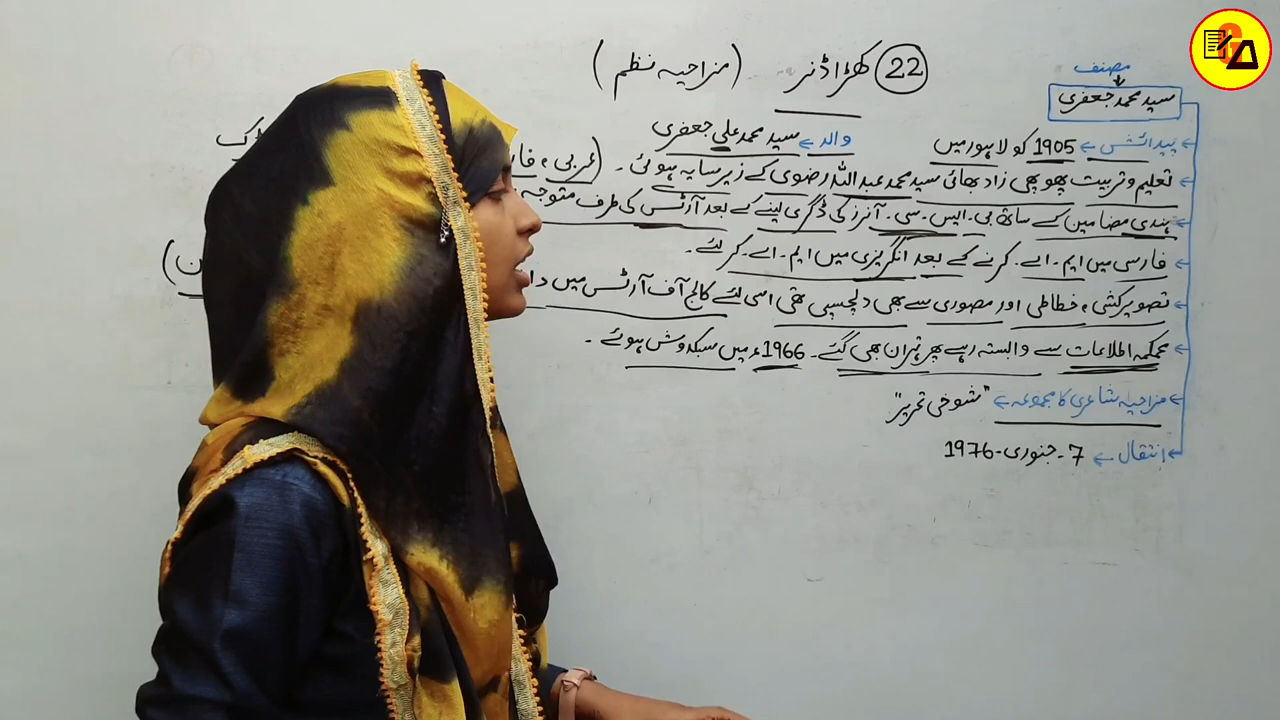 22 کھڑا ڈنر (مزاحیہ نظم)
مصنف
سید محمد جعفری
پیدائش ← 1905 کو لاہور میں والد ← سید محمد علی جعفری
تعلیم و تربیت پھوپھی زاد بھائی سید محمد عبداللہ رضوی کے زیر سایہ ہوئی۔ (عربی، فا
ہندی مضامین کے ساتھ بی۔ ایس۔ سی۔ آنرز کی ڈگری لینے کے بعد آرٹس کی طرف متوجہ
فارسی میں ایم۔ اے۔ کرنے کے بعد انگریزی میں ایم۔ اے۔ کر لئے۔
تصویر کشی، خطاطی اور مصوری سے بھی دلچسپی تھی اسی لئے کالج آف آرٹس میں دا
محکمہ اطلاعات سے وابستہ رہے پھر تہران بھی گئے۔ 1966ء میں سبکدوش ہوئے۔
مزاحیہ شاعری کا مجموعہ ← "شوخی تحریر"
انتقال ← 7۔ جنوری۔ 1976